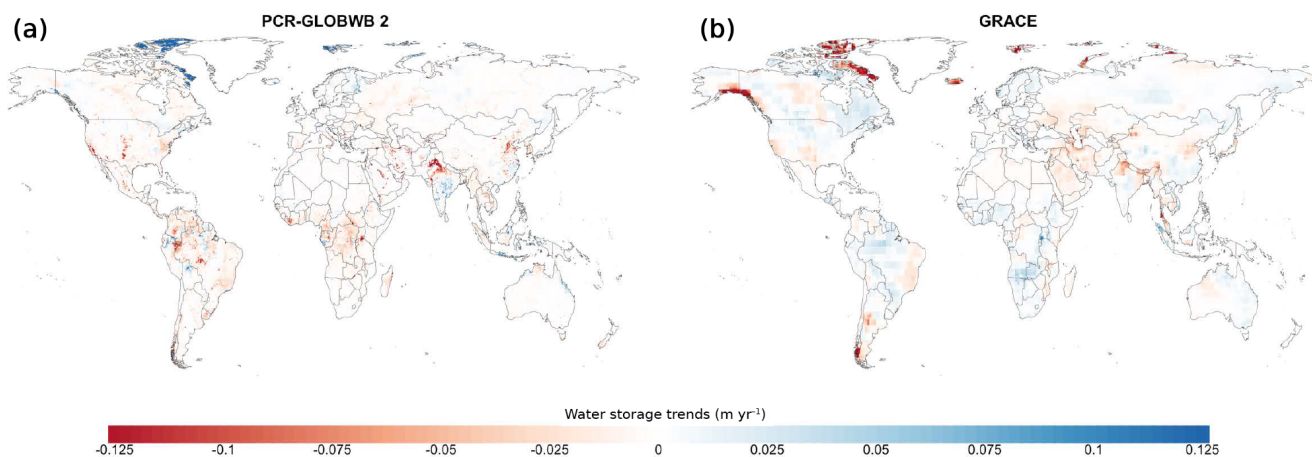 (a)
PCR-GLOBWB 2
(b)
GRACE
Water storage trends (m yr⁻¹)
-0.125 -0.1 -0.075 -0.05 -0.025 0 0.025 0.05 0.075 0.1 0.125